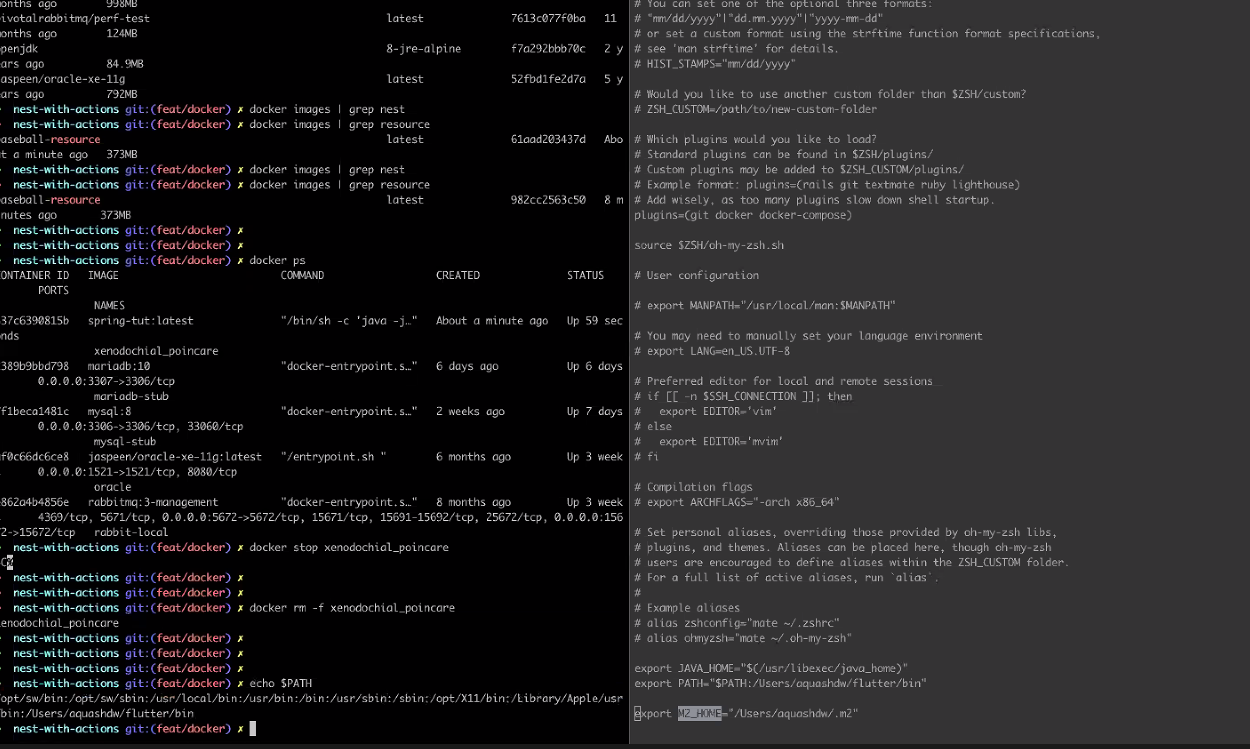 onths ago 998MB
ivotalrabbitmq/perf-test latest 7613c077f0ba 11
onths ago 124MB
penjdk 8-jre-alpine f7a292bbb70c 2 y
ars ago 84.9MB
aspeen/oracle-xe-11g latest 52fbd1fe2d7a 5 y
ars ago 792MB
nest-with-actions git:(feat/docker) ✗ docker images | grep nest
nest-with-actions git:(feat/docker) ✗ docker images | grep resource
aseball-resource latest 61aad203437d Abo
t a minute ago 373MB
nest-with-actions git:(feat/docker) ✗ docker images | grep nest
nest-with-actions git:(feat/docker) ✗ docker images | grep resource
aseball-resource latest 982cc2563c50 8 m
nutes ago 373MB
nest-with-actions git:(feat/docker) ✗
nest-with-actions git:(feat/docker) ✗
nest-with-actions git:(feat/docker) ✗ docker ps
ONTAINER ID IMAGE COMMAND CREATED STATUS
PORTS
NAMES
37c6390815b spring-tut:latest "/bin/sh -c 'java -j…" About a minute ago Up 59 sec
nds
xenodochial_poincare
389b9bbd798 mariadb:10 "docker-entrypoint.s…" 6 days ago Up 6 days
0.0.0.0:3307->3306/tcp
mariadb-stub
f1beca1481c mysql:8 "docker-entrypoint.s…" 2 weeks ago Up 7 days
0.0.0.0:3306->3306/tcp, 33060/tcp
mysql-stub
f0c66dc6ce8 jaspeen/oracle-xe-11g:latest "/entrypoint.sh " 6 months ago Up 3 week
0.0.0.0:1521->1521/tcp, 8080/tcp
oracle
862a4b4856e rabbitmq:3-management "docker-entrypoint.s…" 8 months ago Up 3 week
4369/tcp, 5671/tcp, 0.0.0.0:5672->5672/tcp, 15671/tcp, 15691-15692/tcp, 25672/tcp, 0.0.0.0:156
72->15672/tcp rabbit-local
nest-with-actions git:(feat/docker) ✗ docker stop xenodochial_poincare
C%
nest-with-actions git:(feat/docker) ✗
nest-with-actions git:(feat/docker) ✗
nest-with-actions git:(feat/docker) ✗ docker rm -f xenodochial_poincare
enodochial_poincare
nest-with-actions git:(feat/docker) ✗
nest-with-actions git:(feat/docker) ✗
nest-with-actions git:(feat/docker) ✗
nest-with-actions git:(feat/docker) ✗ echo $PATH
opt/sw/bin:/opt/sw/sbin:/usr/local/bin:/usr/bin:/bin:/usr/sbin:/sbin:/opt/X11/bin:/Library/Apple/usr
bin:/Users/aquashdw/flutter/bin
nest-with-actions git:(feat/docker) ✗
# You can set one of the optional three formats:
# "mm/dd/yyyy"|"dd.mm.yyyy"|"yyyy-mm-dd"
# or set a custom format using the strftime function format specifications,
# see 'man strftime' for details.
# HIST_STAMPS="mm/dd/yyyy"
# Would you like to use another custom folder than $ZSH/custom?
# ZSH_CUSTOM=/path/to/new-custom-folder
# Which plugins would you like to load?
# Standard plugins can be found in $ZSH/plugins/
# Custom plugins may be added to $ZSH_CUSTOM/plugins/
# Example format: plugins=(rails git textmate ruby lighthouse)
# Add wisely, as too many plugins slow down shell startup.
plugins=(git docker docker-compose)
source $ZSH/oh-my-zsh.sh
# User configuration
# export MANPATH="/usr/local/man:$MANPATH"
# You may need to manually set your language environment
# export LANG=en_US.UTF-8
# Preferred editor for local and remote sessions
# if [[ -n $SSH_CONNECTION ]]; then
#   export EDITOR='vim'
# else
#   export EDITOR='mvim'
# fi
# Compilation flags
# export ARCHFLAGS="-arch x86_64"
# Set personal aliases, overriding those provided by oh-my-zsh libs,
# plugins, and themes. Aliases can be placed here, though oh-my-zsh
# users are encouraged to define aliases within the ZSH_CUSTOM folder.
# For a full list of active aliases, run `alias`.
#
# Example aliases
# alias zshconfig="mate ~/.zshrc"
# alias ohmyzsh="mate ~/.oh-my-zsh"
export JAVA_HOME="$(/usr/libexec/java_home)"
export PATH="$PATH:/Users/aquashdw/flutter/bin"
export M2_HOME="/Users/aquashdw/.m2"